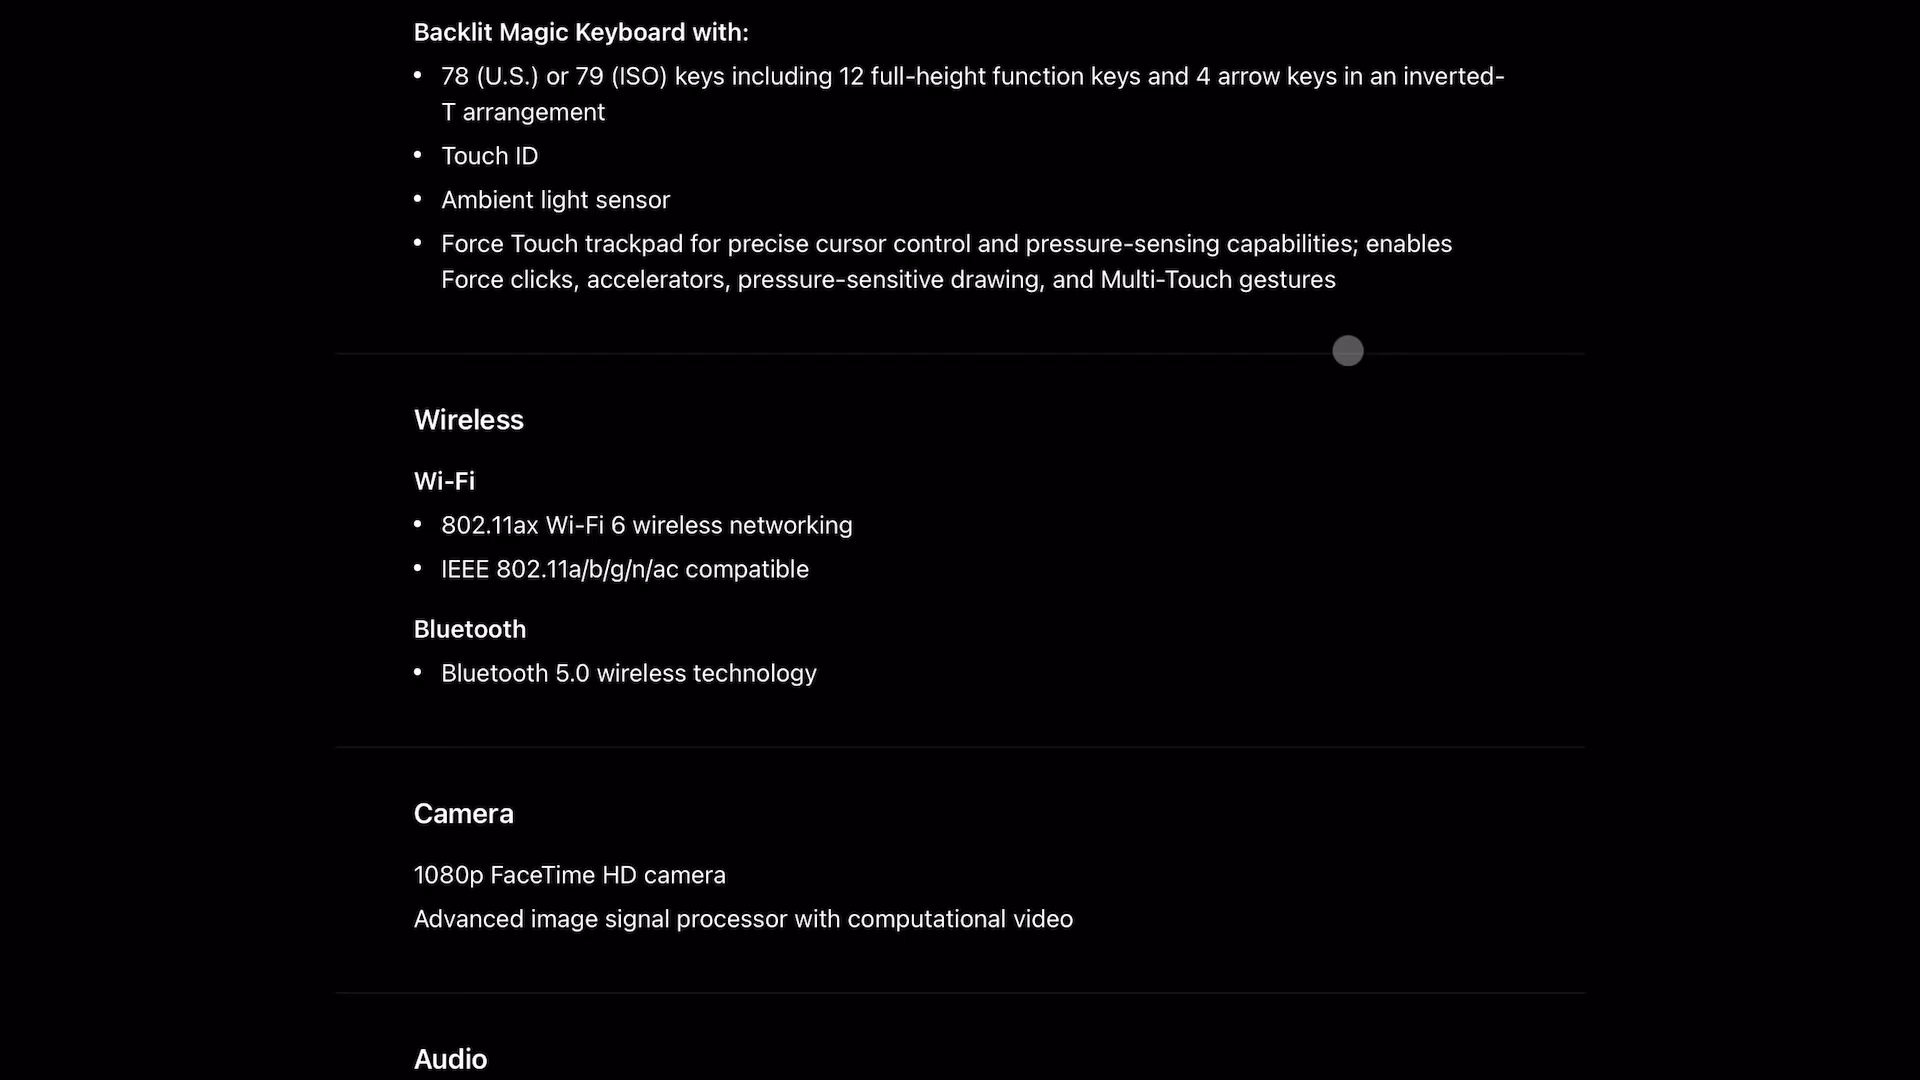 Backlit Magic Keyboard with:
• 78 (U.S.) or 79 (ISO) keys including 12 full-height function keys and 4 arrow keys in an inverted-
T arrangement
• Touch ID
• Ambient light sensor
• Force Touch trackpad for precise cursor control and pressure-sensing capabilities; enables
Force clicks, accelerators, pressure-sensitive drawing, and Multi-Touch gestures
Wireless
Wi-Fi
• 802.11ax Wi-Fi 6 wireless networking
• IEEE 802.11a/b/g/n/ac compatible
Bluetooth
• Bluetooth 5.0 wireless technology
Camera
1080p FaceTime HD camera
Advanced image signal processor with computational video
Audio